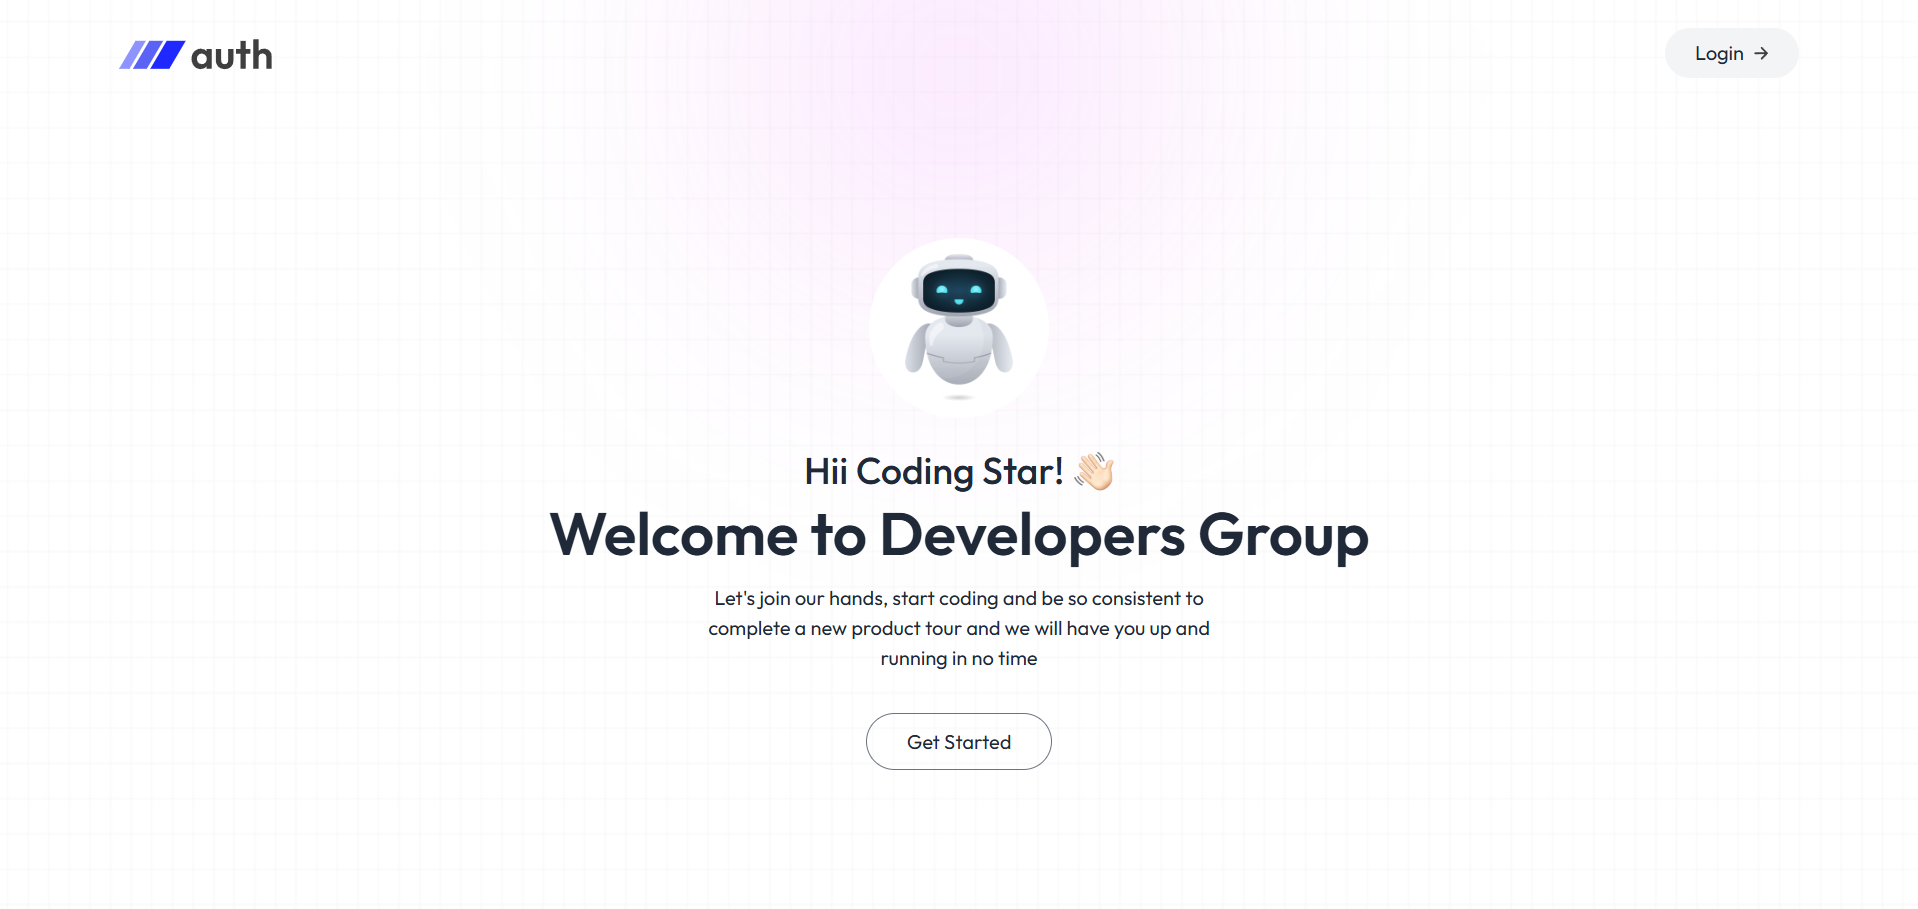 auth
Login →
Hii Coding Star! 👋🏻
Welcome to Developers Group
Let's join our hands, start coding and be so consistent to
complete a new product tour and we will have you up and
running in no time
Get Started